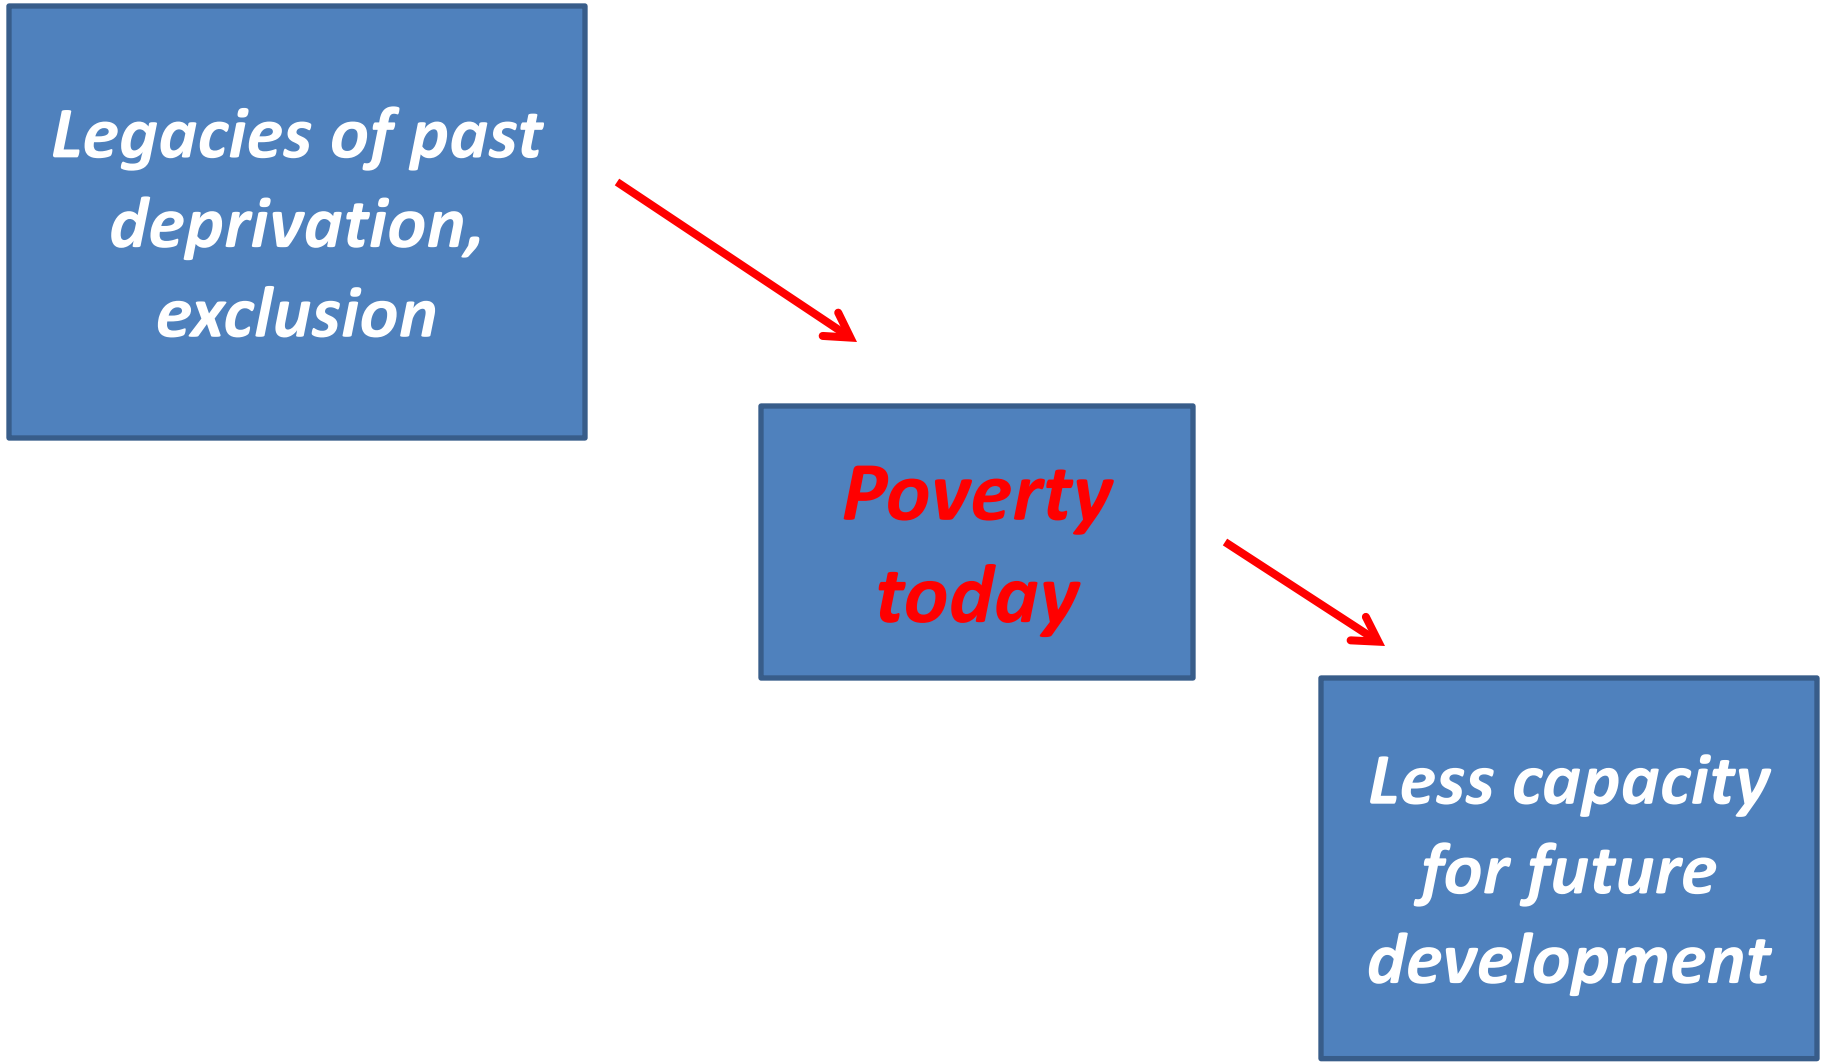 Legacies of past
deprivation,
exclusion
Poverty
today
Less capacity
for future
development